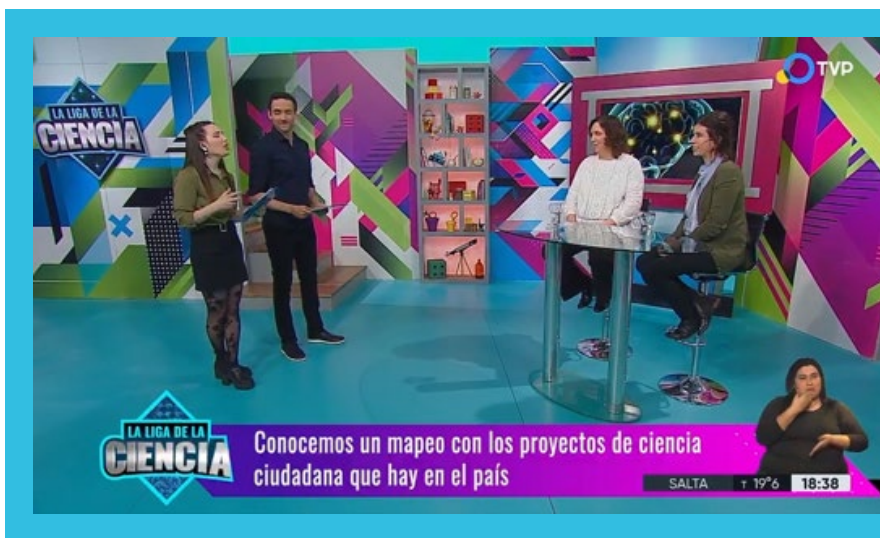 TVP
LA LIGA DE LA
CIENCIA
LA LIGA DE LA
CIENCIA
Conocemos un mapeo con los proyectos de ciencia
ciudadana que hay en el país
SALTA T 19°6 18:38